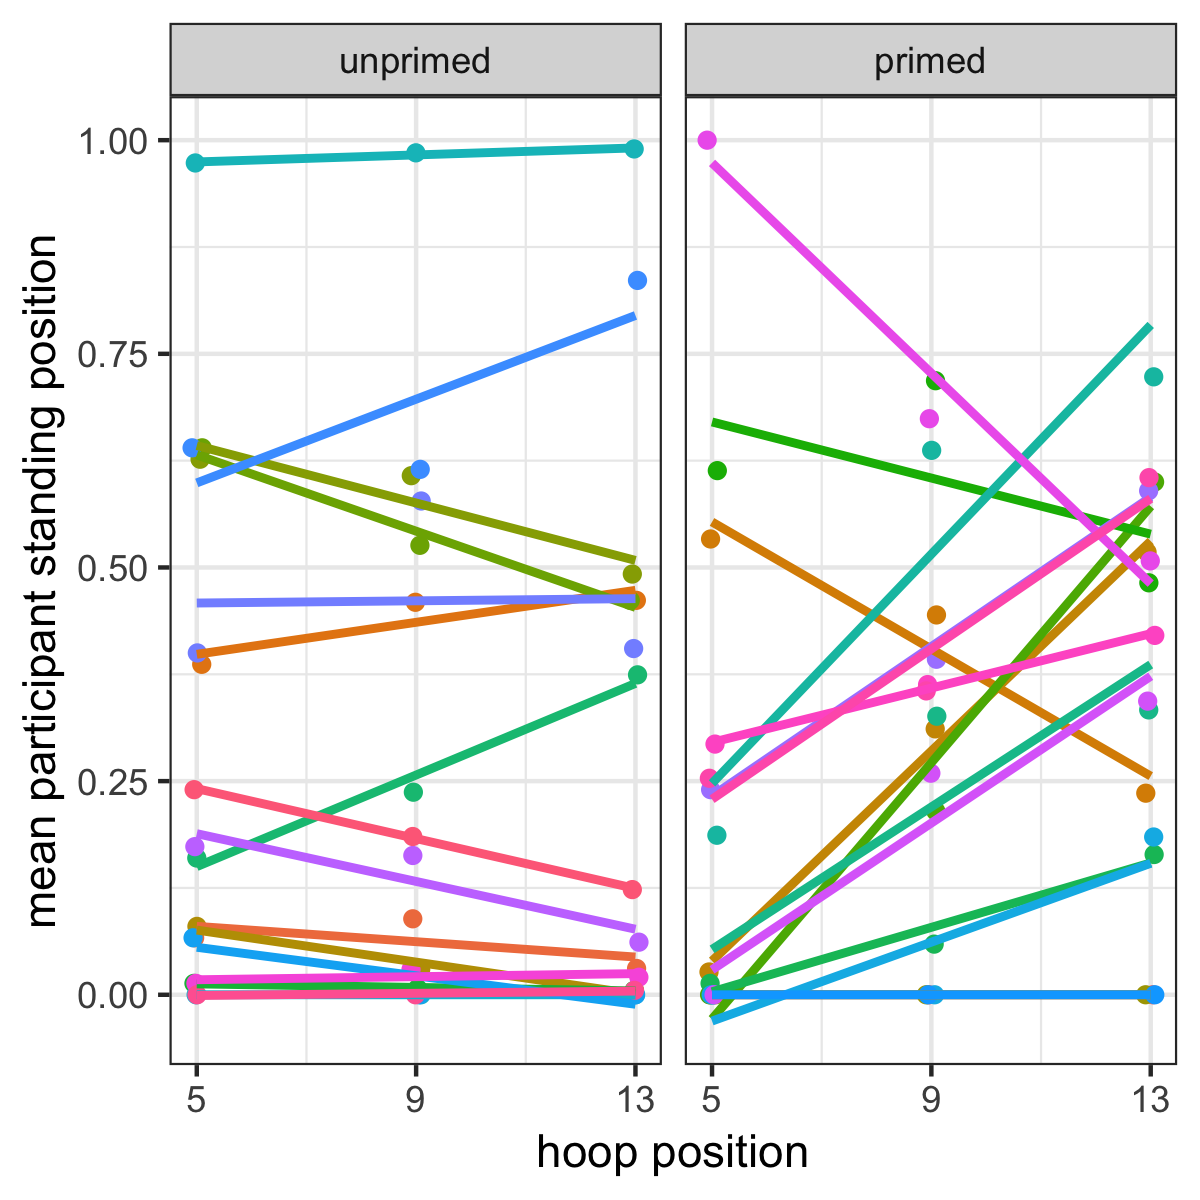 unprimed
primed
mean participant standing position
1.00
0.75
0.50
0.25
0.00
5 9 13
5 9 13
hoop position